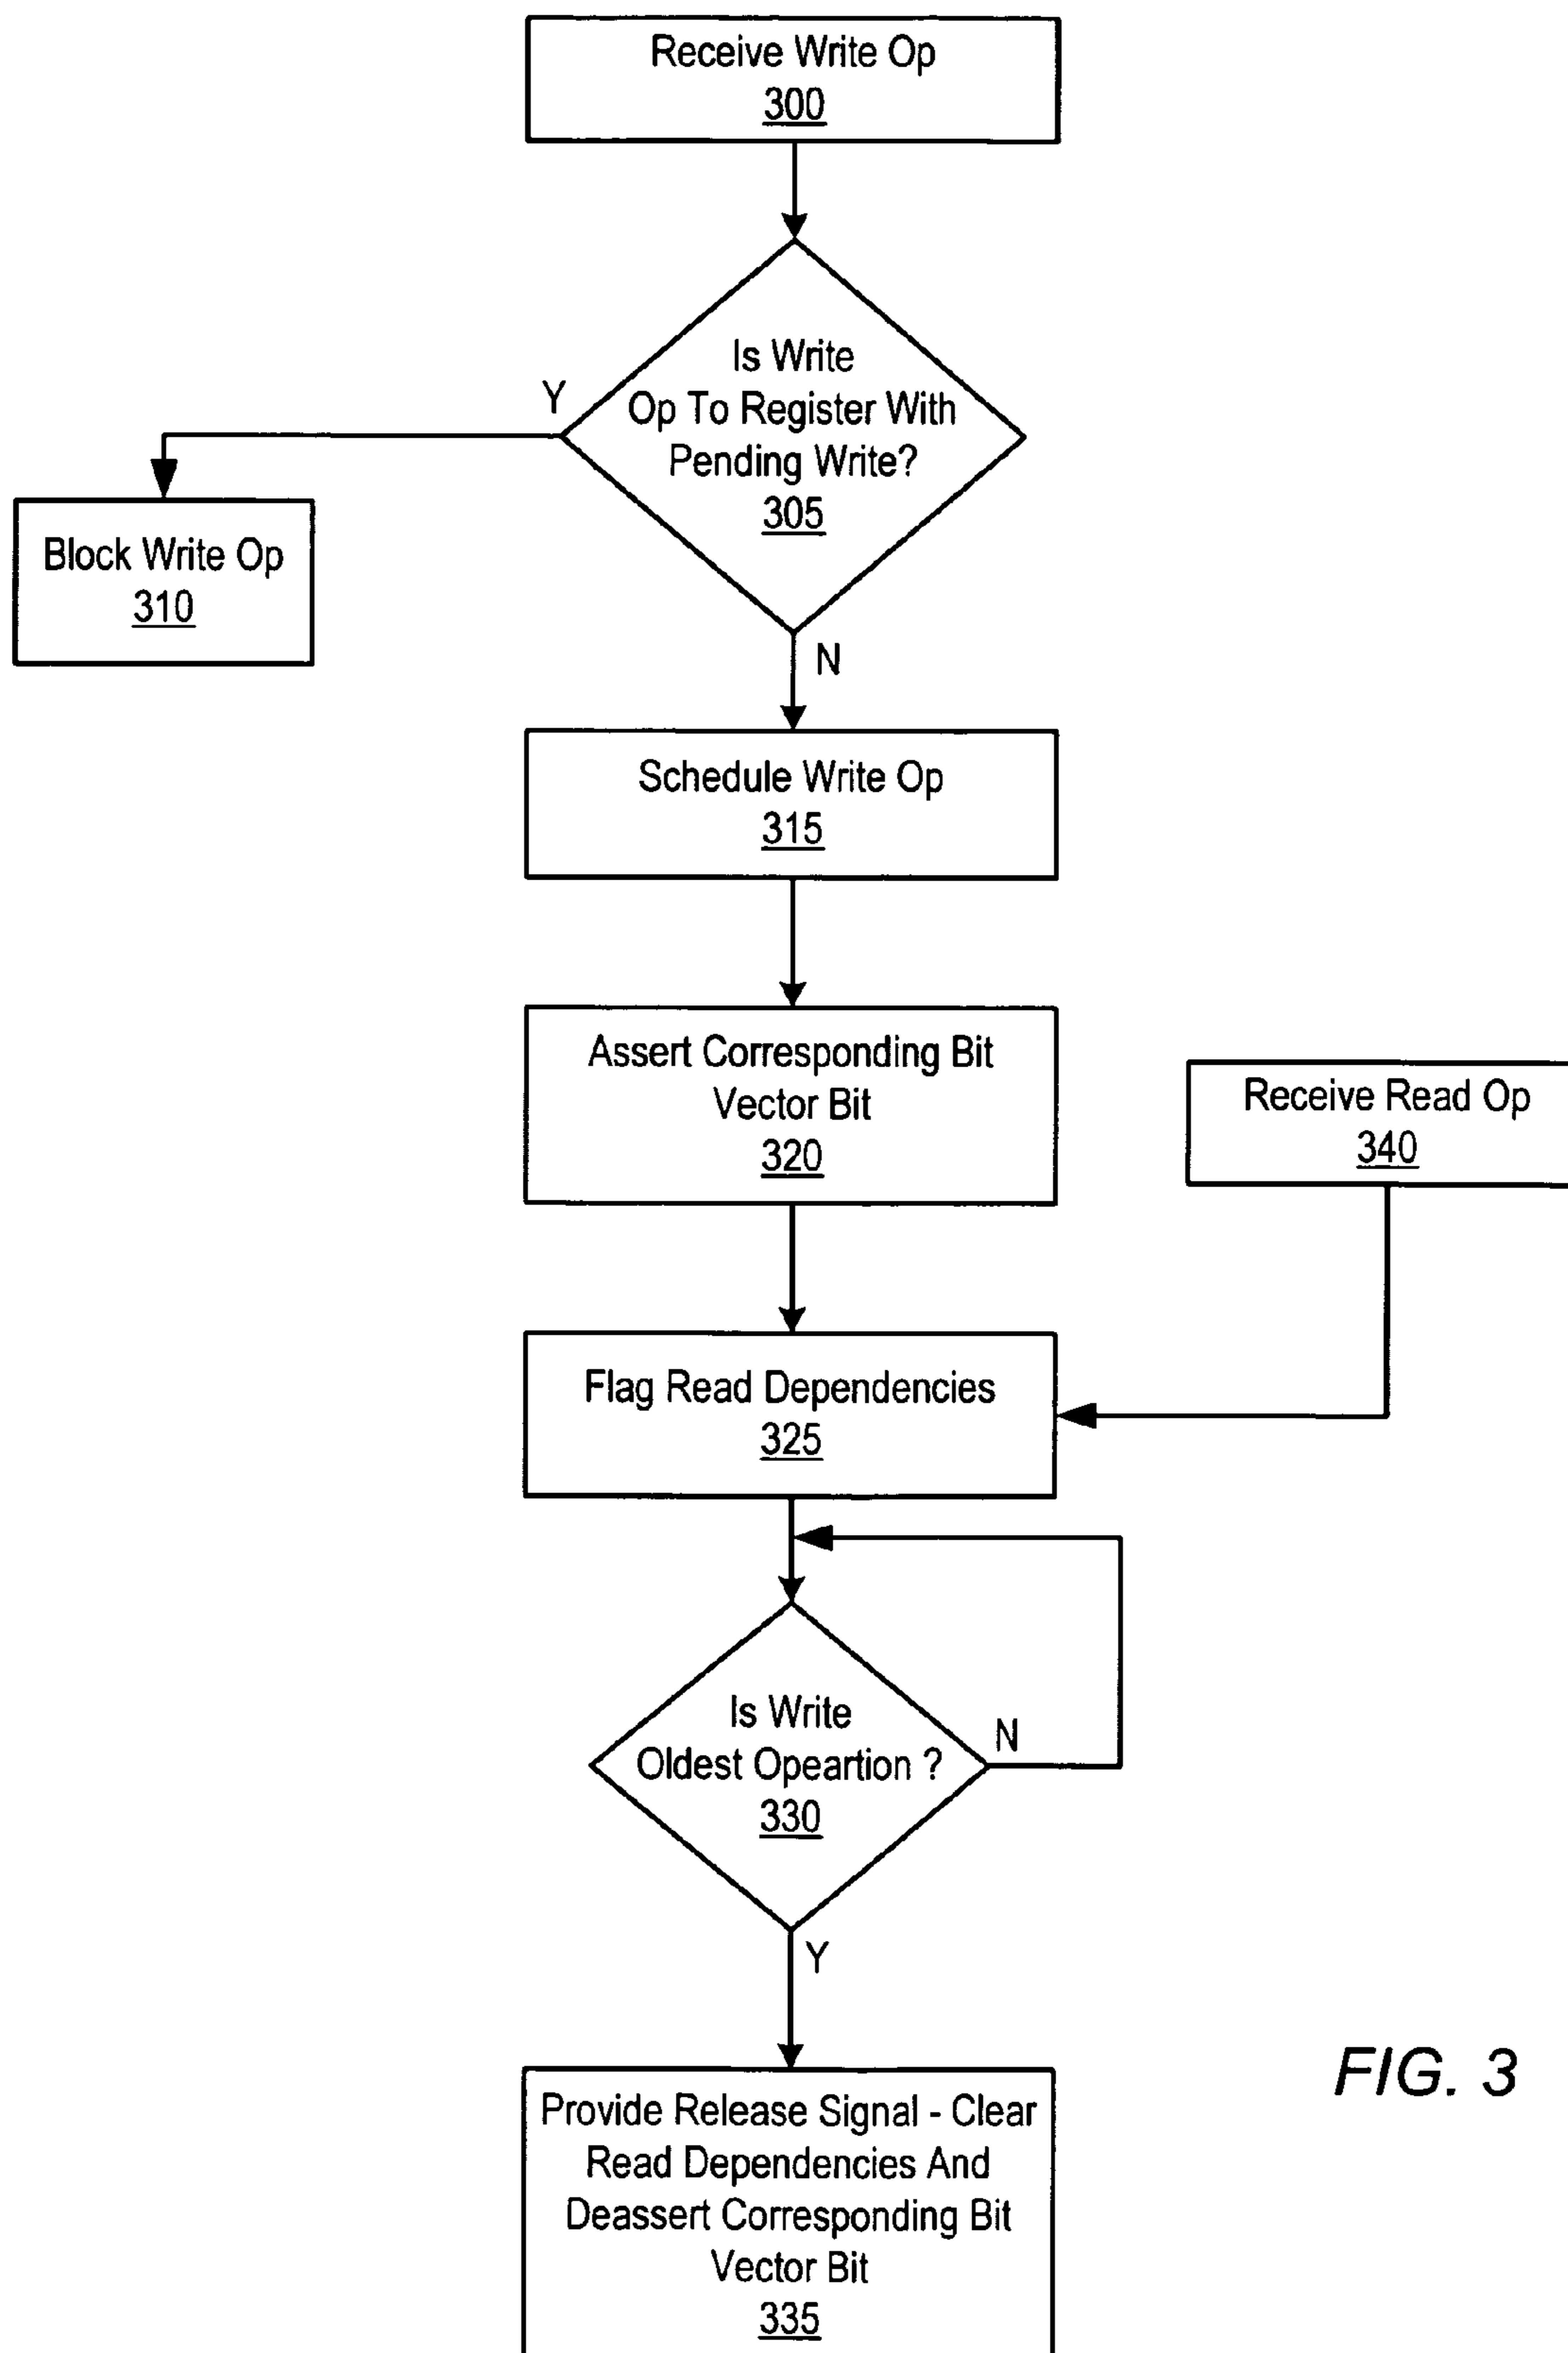 Receive Write Op
300
Is Write
Op To Register With
Pending Write?
305
Y
Block Write Op
310
N
Schedule Write Op
315
Assert Corresponding Bit
Vector Bit
320
Receive Read Op
340
Flag Read Dependencies
325
Is Write
Oldest Opeartion ?
330
N
Y
Provide Release Signal - Clear
Read Dependencies And
Deassert Corresponding Bit
Vector Bit
335
FIG. 3